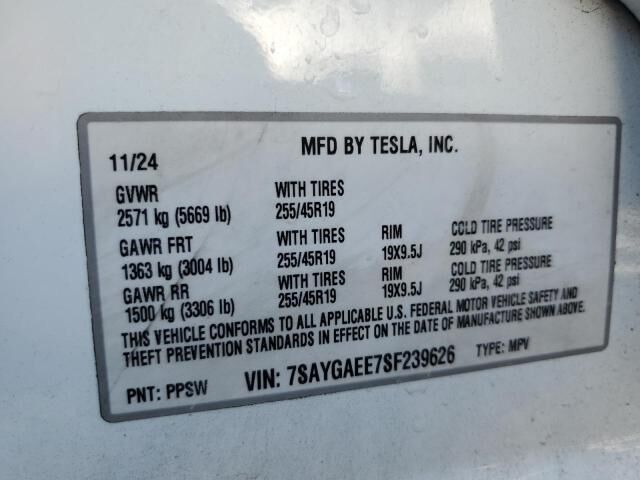 11/24 MFD BY TESLA, INC.
GVWR WITH TIRES
2571 kg (5669 lb) 255/45R19
GAWR FRT WITH TIRES RIM COLD TIRE PRESSURE
1363 kg (3004 lb) 255/45R19 19X9.5J 290 kPa, 42 psi
GAWR RR WITH TIRES RIM COLD TIRE PRESSURE
1500 kg (3306 lb) 255/45R19 19X9.5J 290 kPa, 42 psi
THIS VEHICLE CONFORMS TO ALL APPLICABLE U.S. FEDERAL MOTOR VEHICLE SAFETY AND
THEFT PREVENTION STANDARDS IN EFFECT ON THE DATE OF MANUFACTURE SHOWN ABOVE.
PNT: PPSW VIN: 7SAYGAEE7SF239626 TYPE: MPV